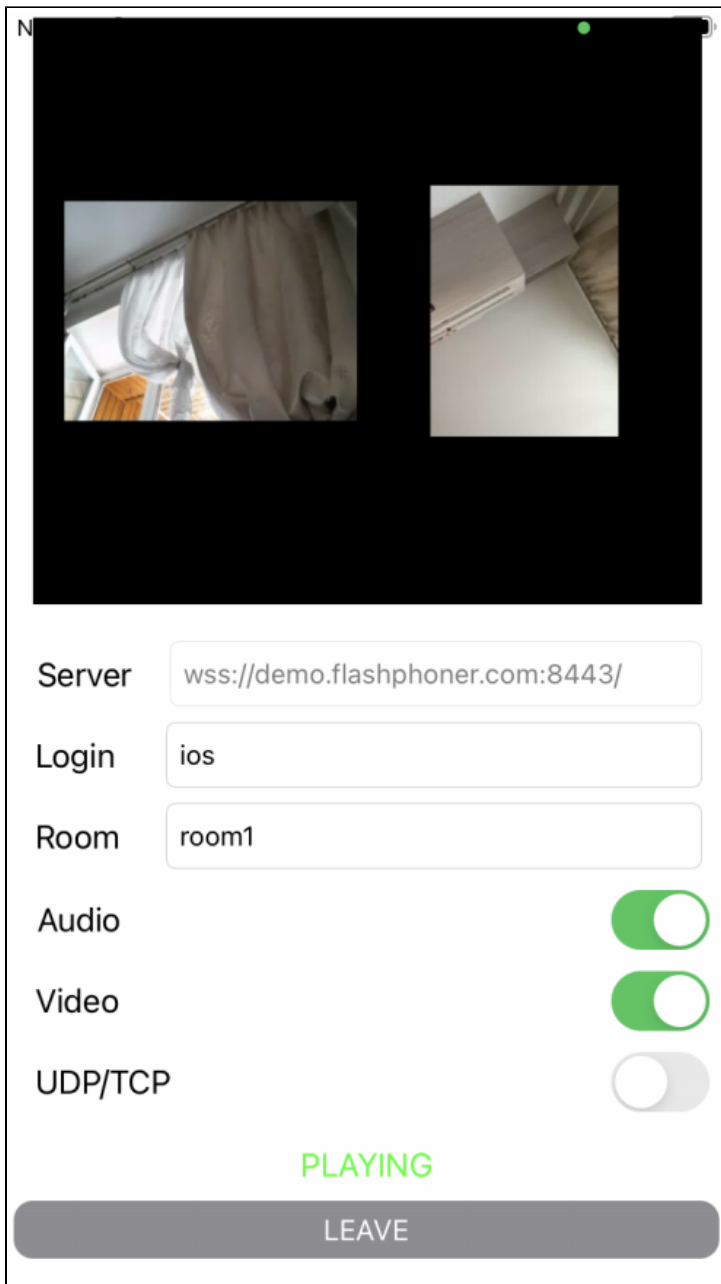 Server
wss://demo.flashphoner.com:8443/
Login
ios
Room
room1
Audio
Video
UDP/TCP
PLAYING
LEAVE